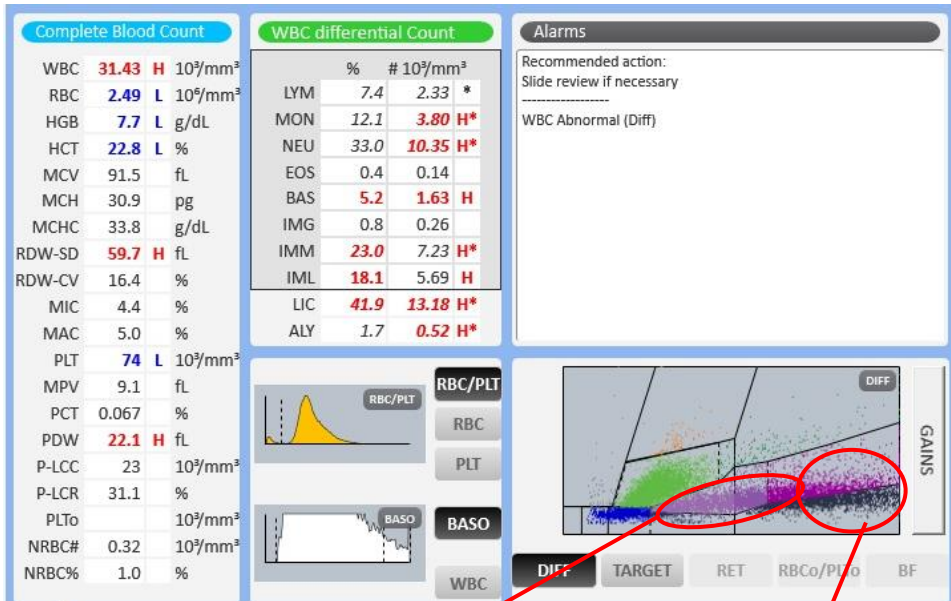 Complete Blood Count
WBC 31.43 H 10³/mm³
RBC 2.49 L 10⁶/mm³
HGB 7.7 L g/dL
HCT 22.8 L %
MCV 91.5 fL
MCH 30.9 pg
MCHC 33.8 g/dL
RDW-SD 59.7 H fL
RDW-CV 16.4 %
MIC 4.4 %
MAC 5.0 %
PLT 74 L 10³/mm³
MPV 9.1 fL
PCT 0.067 %
PDW 22.1 H fL
P-LCC 23 10³/mm³
P-LCR 31.1 %
PLTo 10³/mm³
NRBC# 0.32 10³/mm³
NRBC% 1.0 %
WBC differential Count
% # 10³/mm³
LYM 7.4 2.33 *
MON 12.1 3.80 H*
NEU 33.0 10.35 H*
EOS 0.4 0.14
BAS 5.2 1.63 H
IMG 0.8 0.26
IMM 23.0 7.23 H*
IML 18.1 5.69 H
LIC 41.9 13.18 H*
ALY 1.7 0.52 H*
Alarms
Recommended action:
Slide review if necessary
------------------
WBC Abnormal (Diff)
RBC/PLT
RBC/PLT
RBC
PLT
BASO
BASO
WBC
DIFF
GAINS
DIFF TARGET RET RBCo/PLTo BF